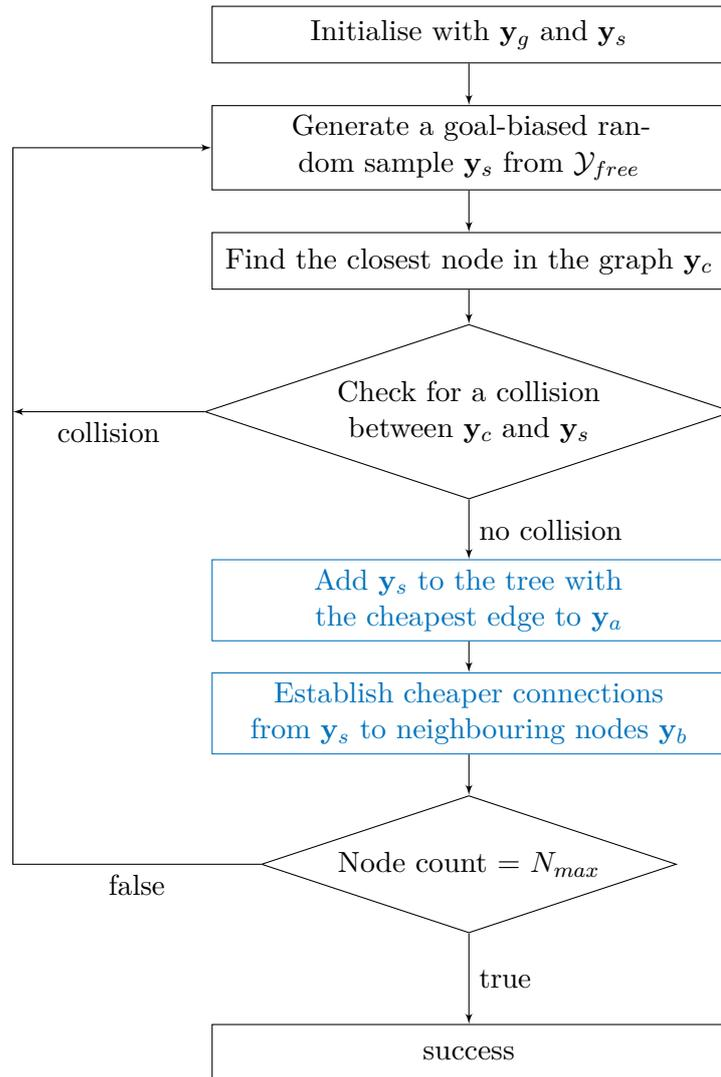 Initialise with y_g and y_s
Generate a goal-biased ran-
dom sample y_s from 𝒴_free
Find the closest node in the graph y_c
Check for a collision
between y_c and y_s
collision
no collision
Add y_s to the tree with
the cheapest edge to y_a
Establish cheaper connections
from y_s to neighbouring nodes y_b
Node count = N_max
false
true
success